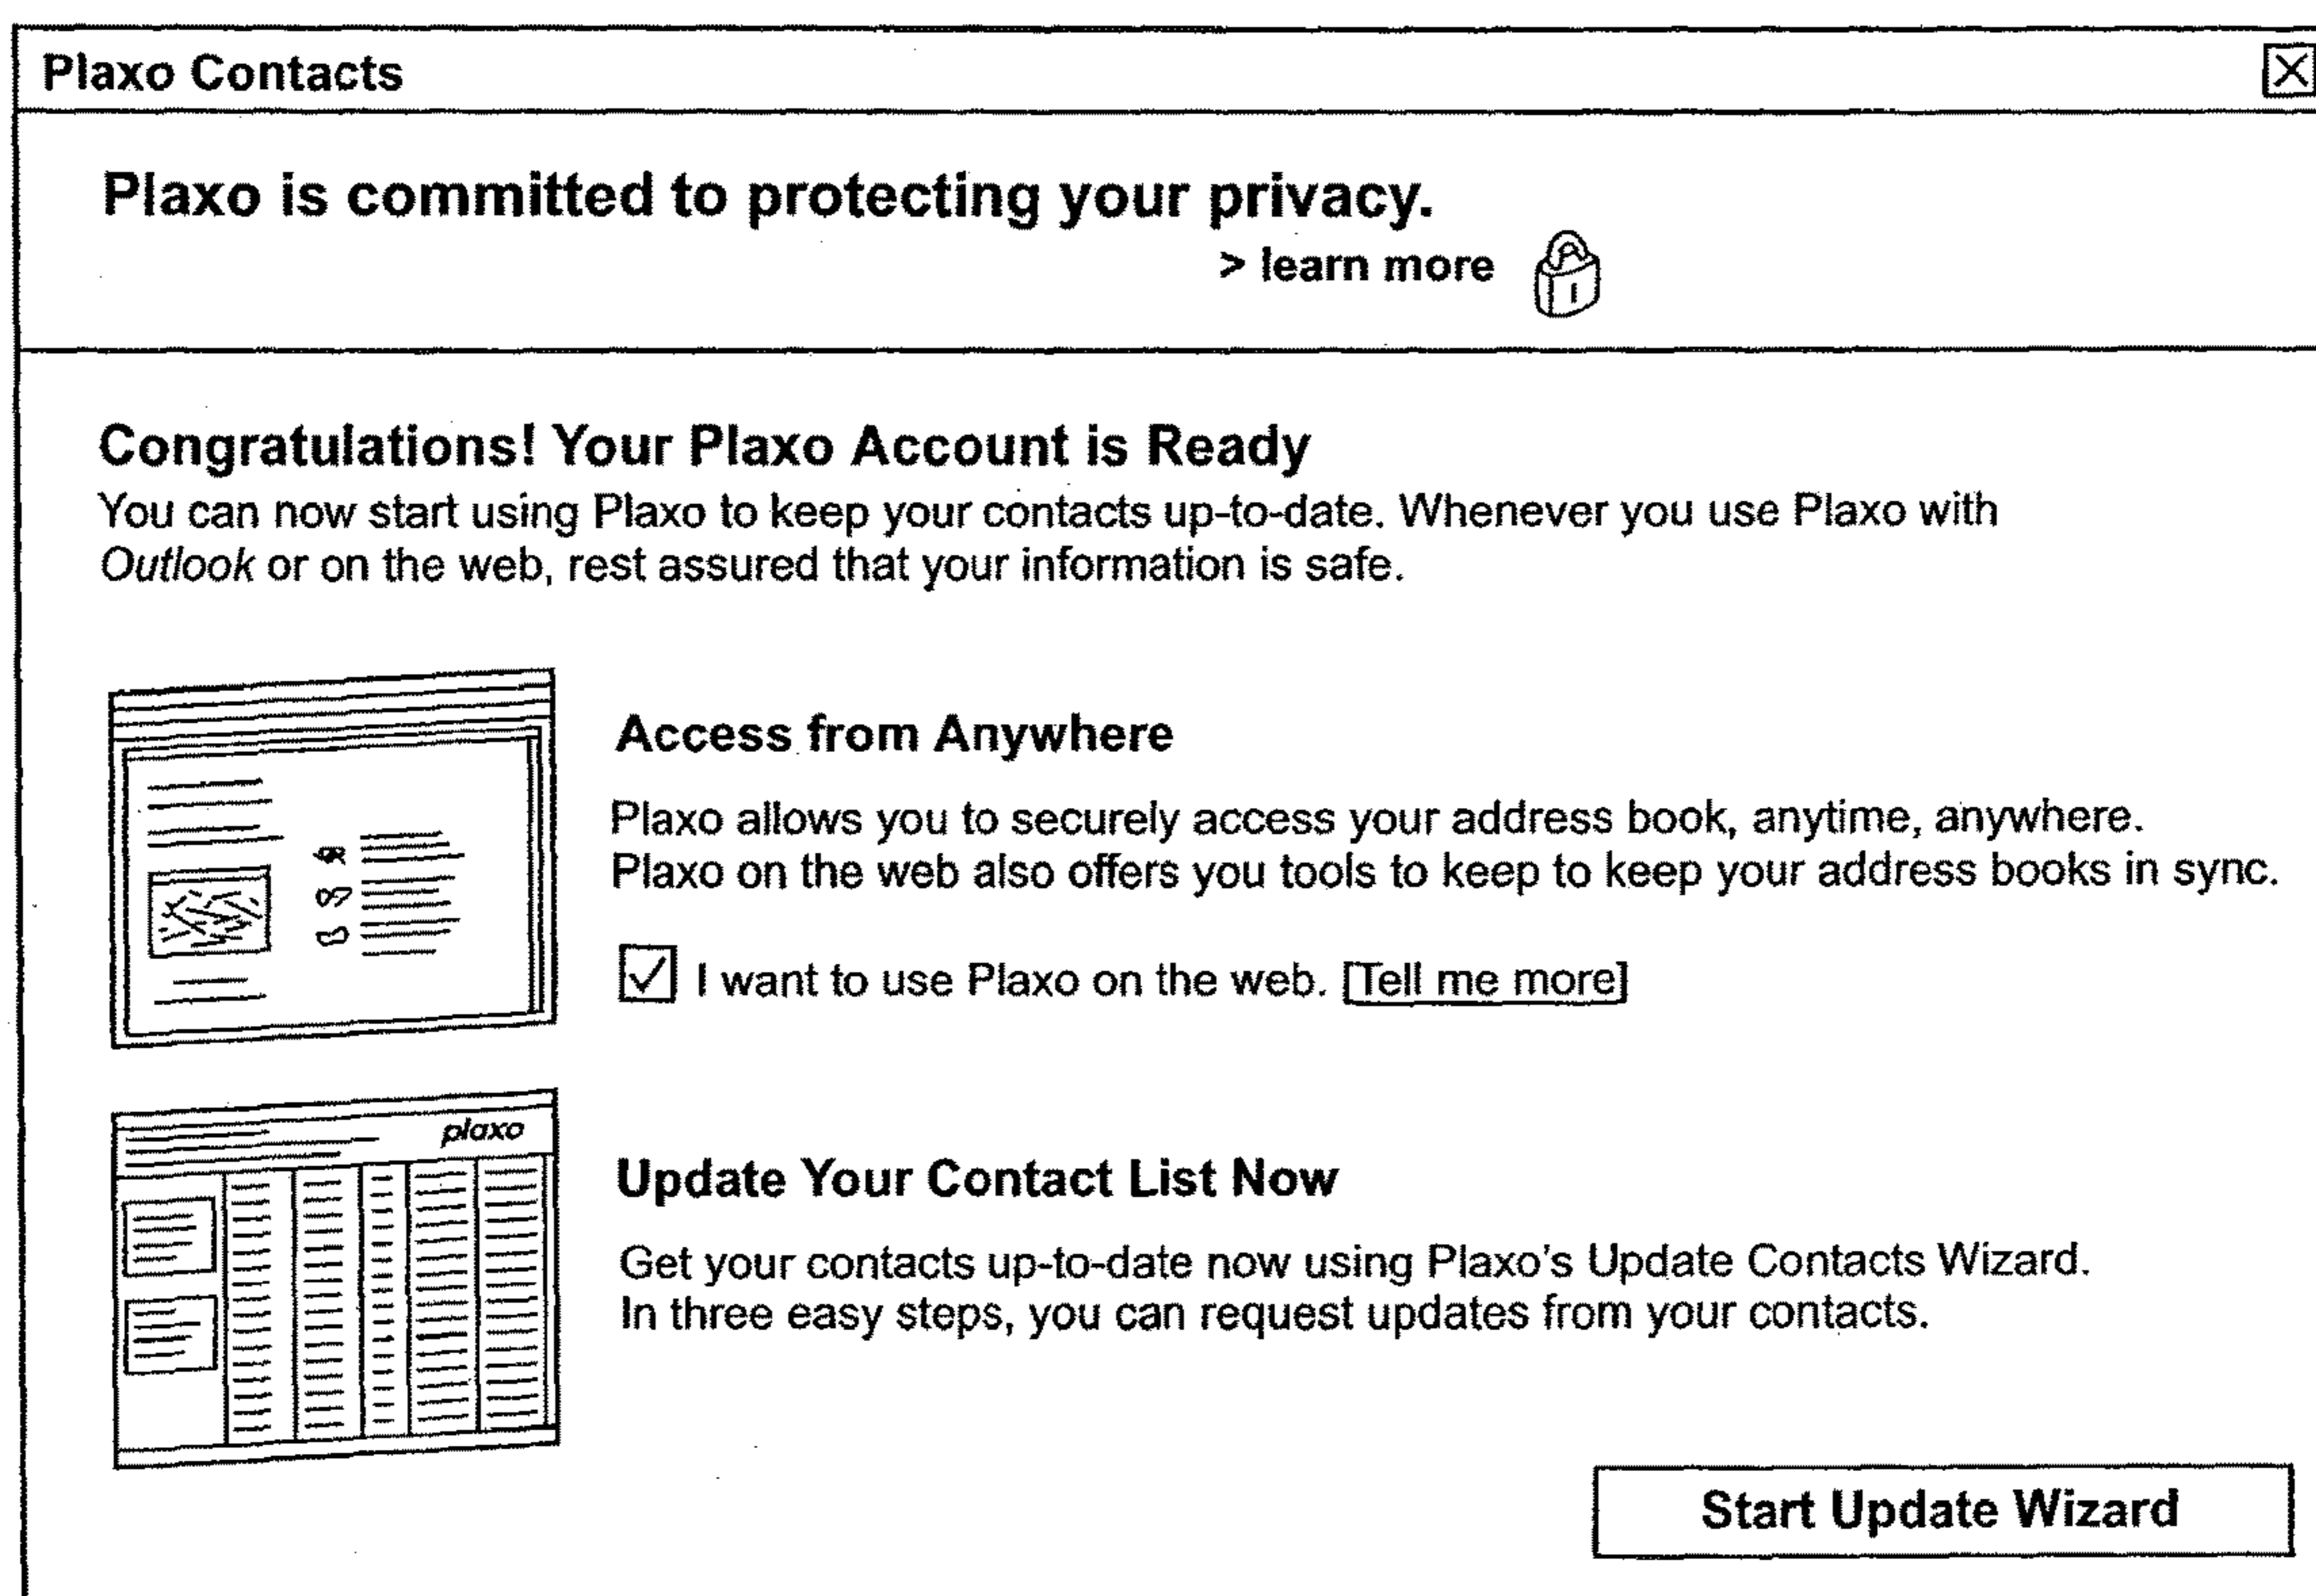 Plaxo Contacts
Plaxo is committed to protecting your privacy.
> learn more
Congratulations! Your Plaxo Account is Ready
You can now start using Plaxo to keep your contacts up-to-date. Whenever you use Plaxo with
Outlook or on the web, rest assured that your information is safe.
Access from Anywhere
Plaxo allows you to securely access your address book, anytime, anywhere.
Plaxo on the web also offers you tools to keep to keep your address books in sync.
I want to use Plaxo on the web. [Tell me more]
plaxo
Update Your Contact List Now
Get your contacts up-to-date now using Plaxo's Update Contacts Wizard.
In three easy steps, you can request updates from your contacts.
Start Update Wizard